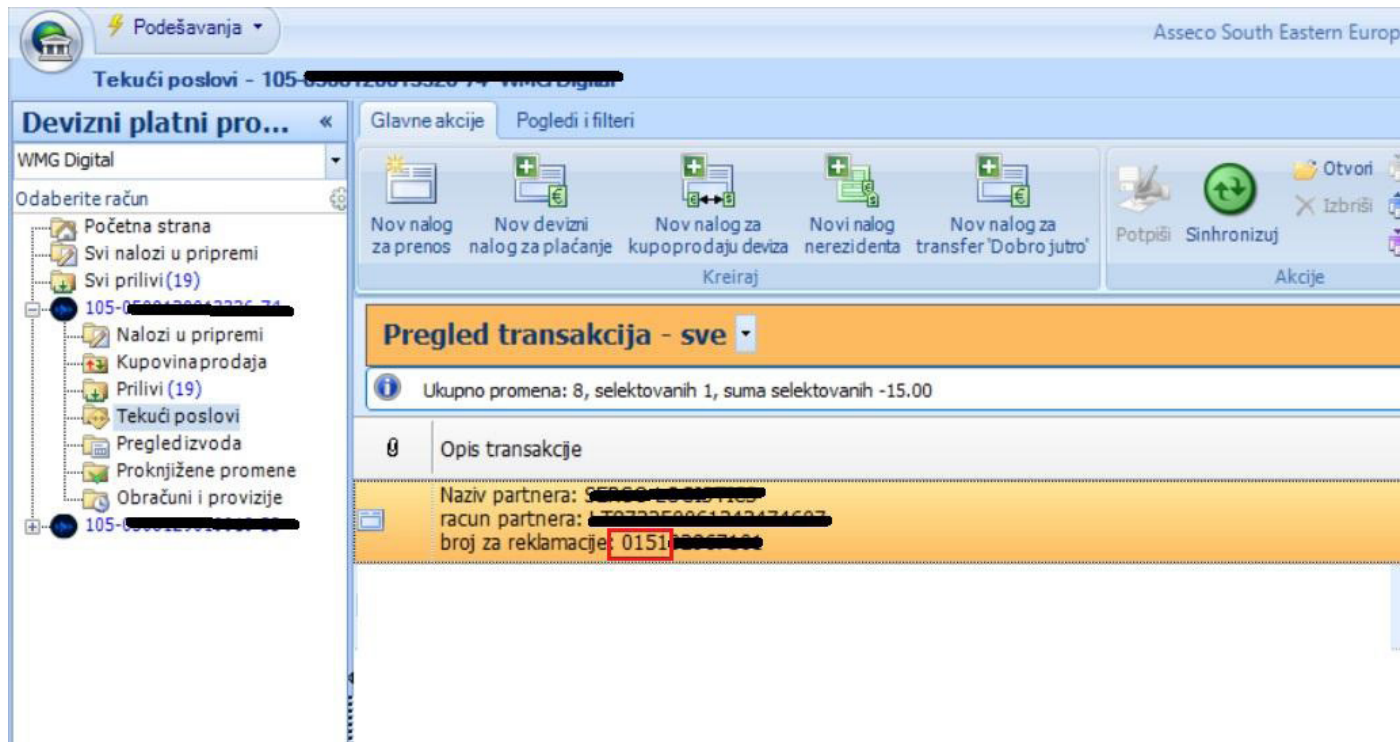 Podešavanja
Asseco South Eastern Europ
Tekući poslovi - 105-
Devizni platni pro... «
Glavne akcije
Pogledi i filteri
WMG Digital
Odaberite račun
Početna strana
Svi nalozi u pripremi
Svi prilivi (19)
105-0
Nalozi u pripremi
Kupovinaprodaja
Prilivi (19)
Tekući poslovi
Pregled izvoda
Proknjižene promene
Obračuni i provizije
105-
Nov nalog
za prenos
Nov devizni
nalog za plaćanje
Nov nalog za
kupoprodaju deviza
Novi nalog
nerezidenta
Nov nalog za
transfer 'Dobro jutro'
Kreiraj
Potpiši
Sinhronizuj
Otvori
Izbriši
Akcije
Pregled transakcija - sve
Ukupno promena: 8, selektovanih 1, suma selektovanih -15.00
Opis transakcije
Naziv partnera:
racun partnera:
broj za reklamacije: 0151